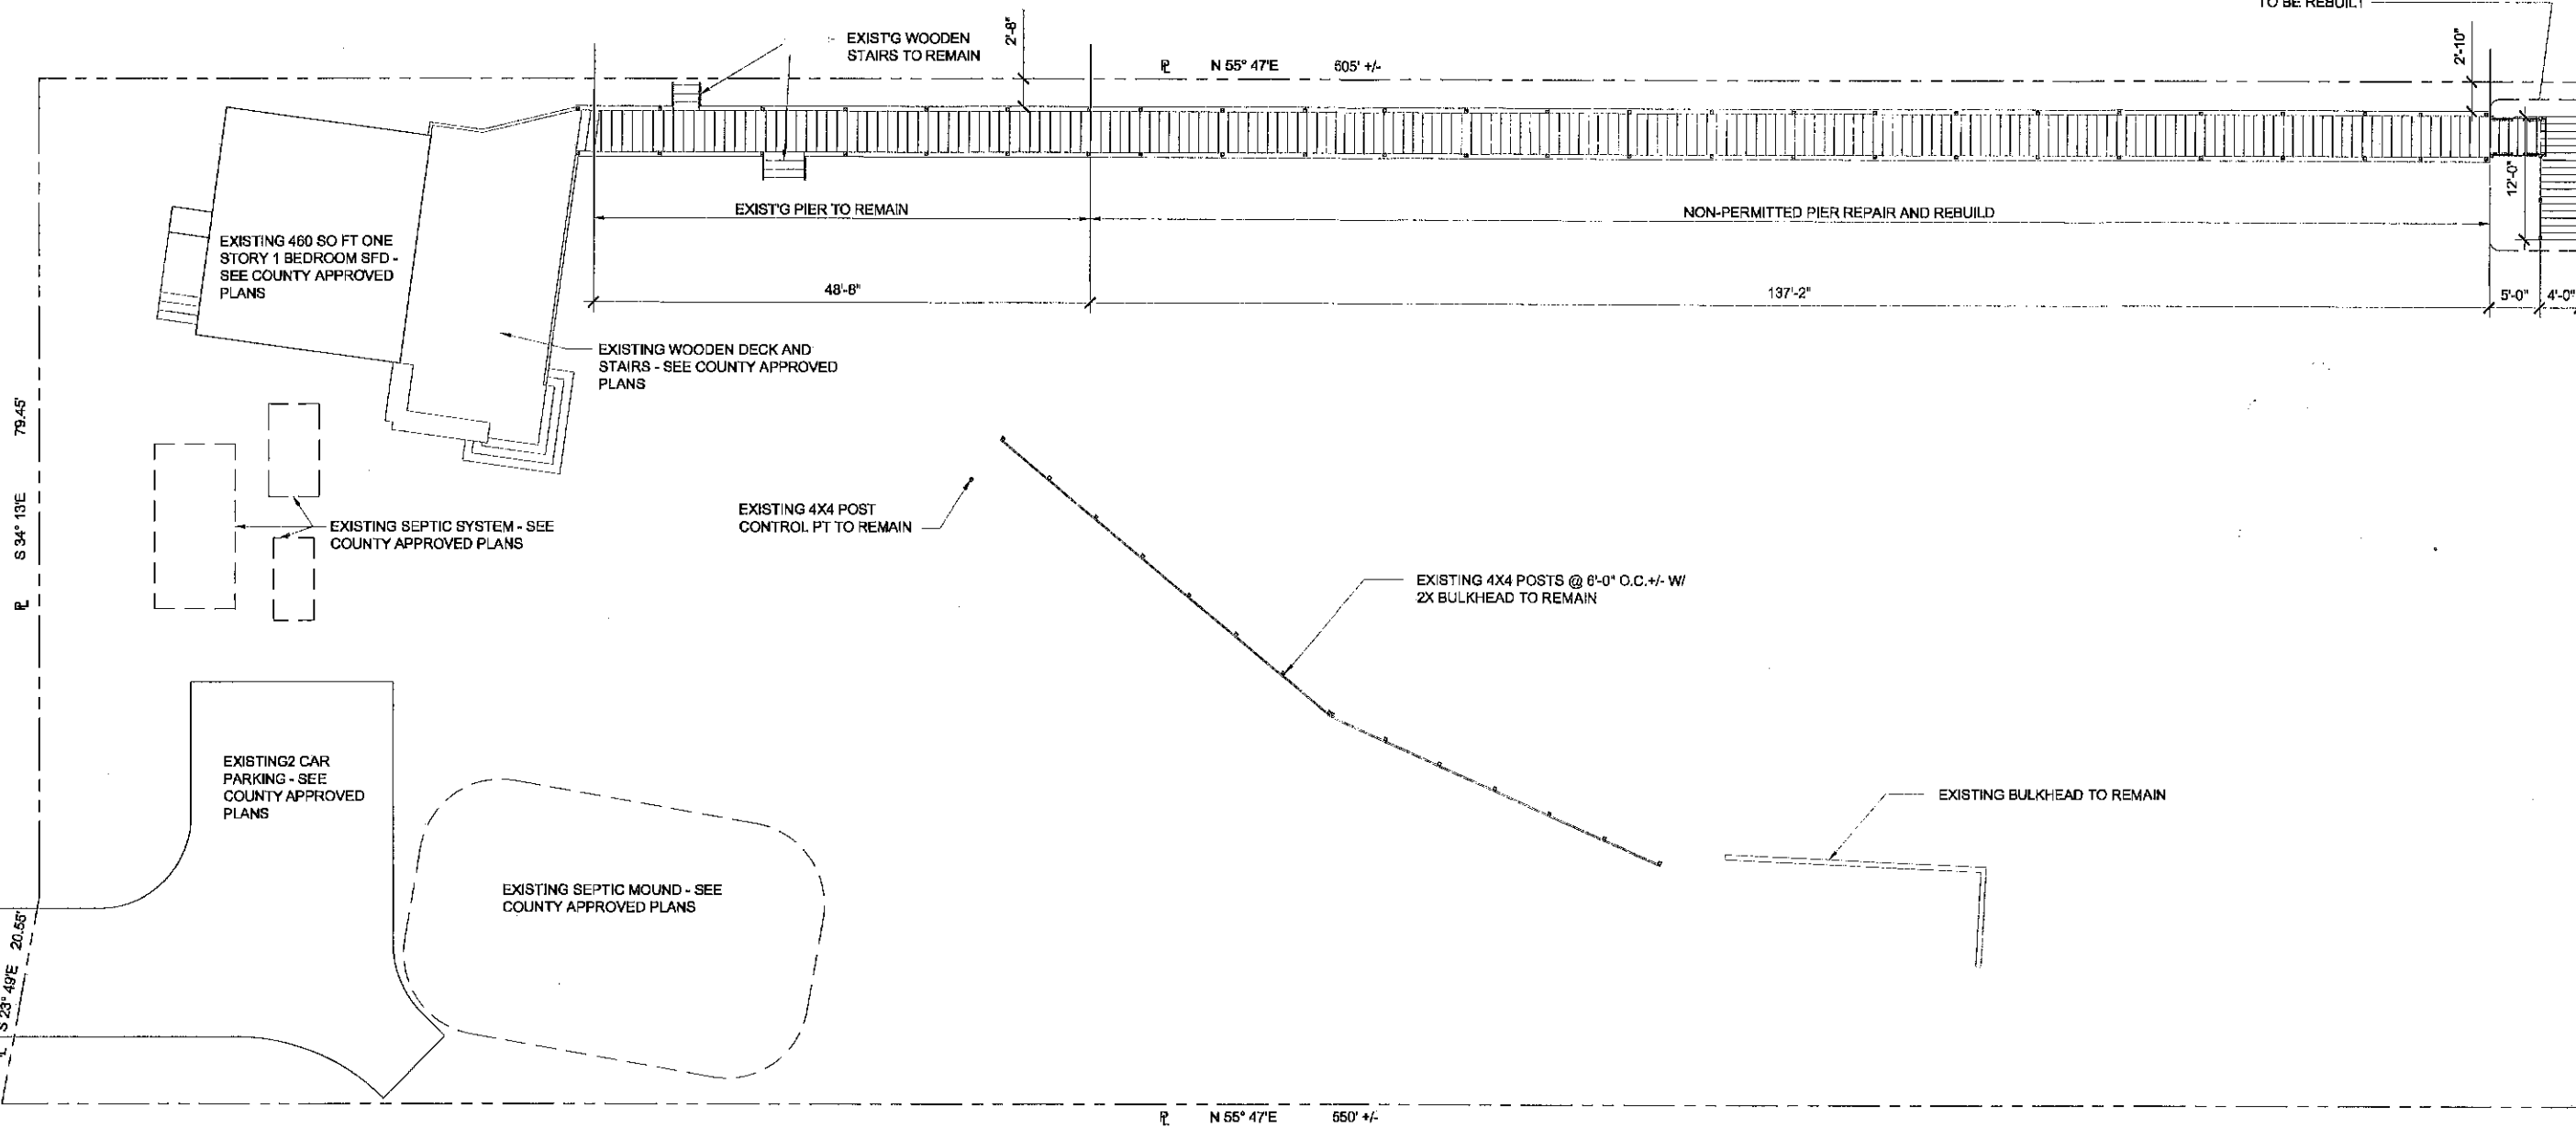 TO BE REBUILT
EXIST'G WOODEN
STAIRS TO REMAIN
2'-8"
2'-10"
N 55° 47'E 605' +/-
12'-0"
EXIST'G PIER TO REMAIN
NON-PERMITTED PIER REPAIR AND REBUILD
EXISTING 460 SQ FT ONE
STORY 1 BEDROOM SFD -
SEE COUNTY APPROVED
PLANS
48'-8"
137'-2"
5'-0"
4'-0"
EXISTING WOODEN DECK AND
STAIRS - SEE COUNTY APPROVED
PLANS
S 34° 13'E 79.45'
EXISTING 4X4 POST
CONTROL PT TO REMAIN
EXISTING SEPTIC SYSTEM - SEE
COUNTY APPROVED PLANS
EXISTING 4X4 POSTS @ 6'-0" O.C.+/- W/
2X BULKHEAD TO REMAIN
EXISTING2 CAR
PARKING - SEE
COUNTY APPROVED
PLANS
EXISTING BULKHEAD TO REMAIN
EXISTING SEPTIC MOUND - SEE
COUNTY APPROVED PLANS
S 23° 49'E 20.55'
N 55° 47'E 550' +/-